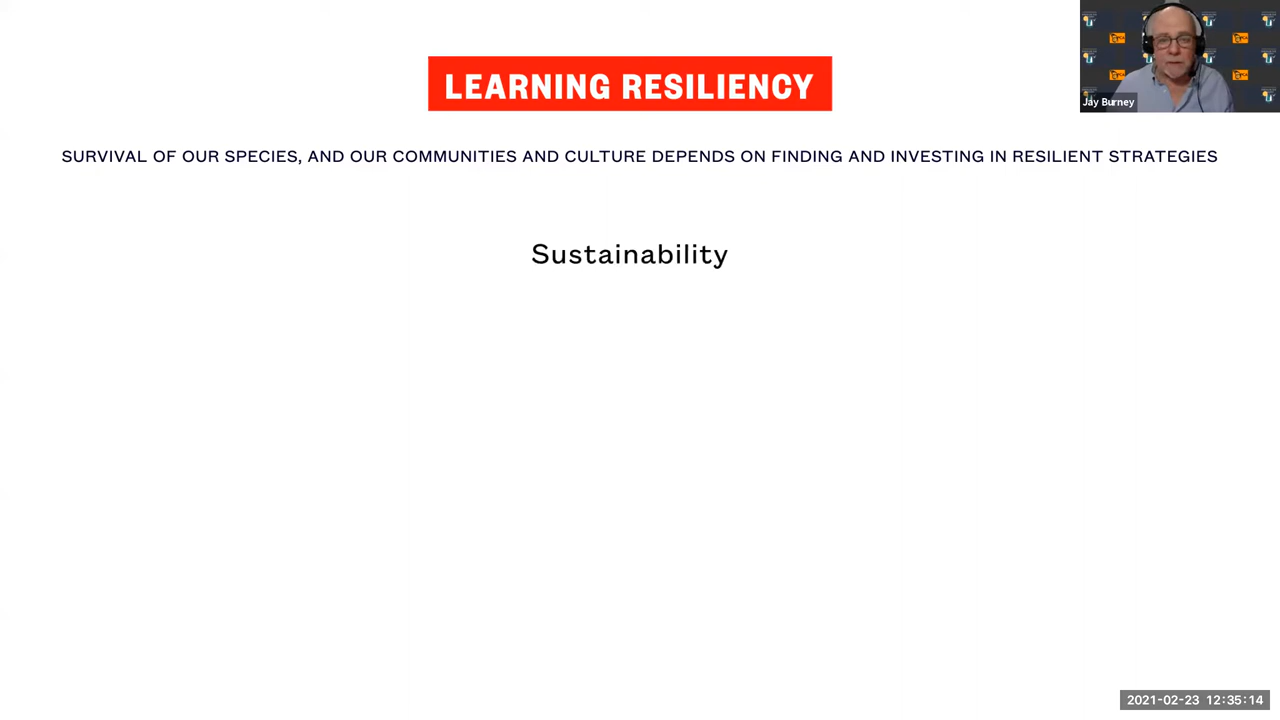 LEARNING RESILIENCY
Jay Burney
SURVIVAL OF OUR SPECIES, AND OUR COMMUNITIES AND CULTURE DEPENDS ON FINDING AND INVESTING IN RESILIENT STRATEGIES
Sustainability
2021-02-23 12:35:14